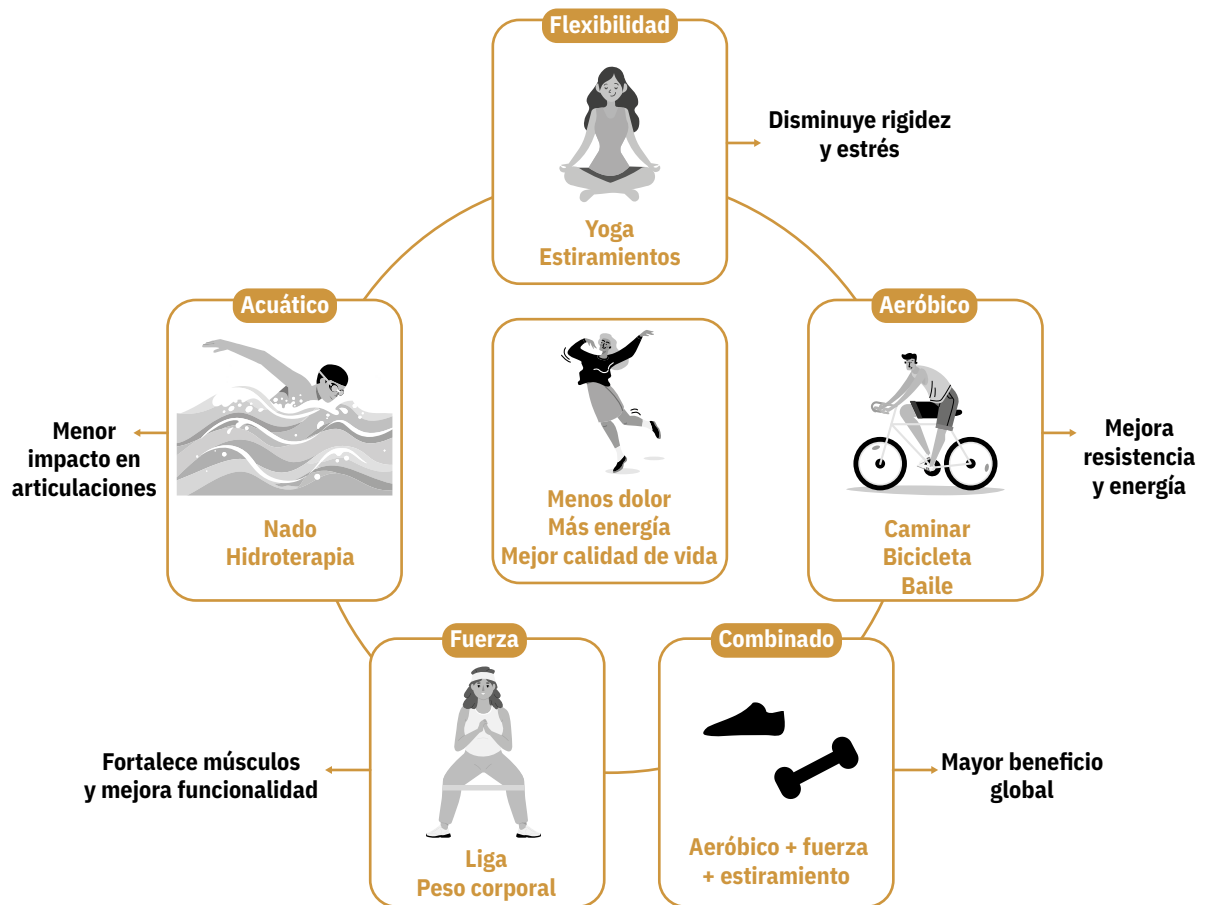 Flexibilidad
Yoga
Estiramientos
Disminuye rigidez
y estrés
Acuático
Nado
Hidroterapia
Menor
impacto en
articulaciones
Menos dolor
Más energía
Mejor calidad de vida
Aeróbico
Caminar
Bicicleta
Baile
Mejora
resistencia
y energía
Fuerza
Liga
Peso corporal
Fortalece músculos
y mejora funcionalidad
Combinado
Aeróbico + fuerza
+ estiramiento
Mayor beneficio
global